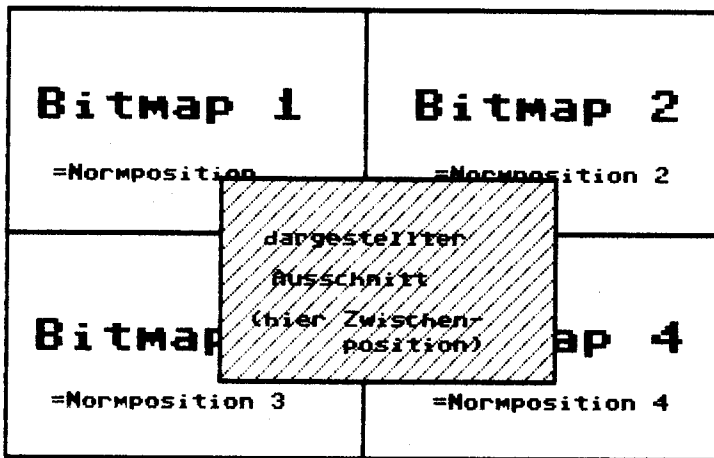 Bitmap 1
Bitmap 2
=Normposition
=Normposition 2
dargestellter
Ausschnitt
(hier Zwischen-
position)
Bitmap
ap 4
=Normposition 3
=Normposition 4